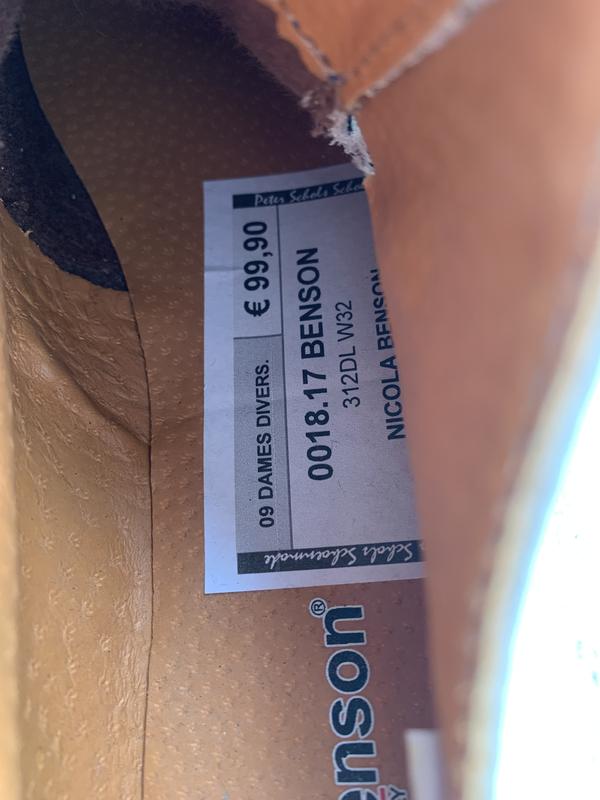 Peter Schols Scho
09 DAMES DIVERS. € 99,90
0018.17 BENSON
312DL W32
NICOLA BENSON
Schols Schoenmode
enson®
Y